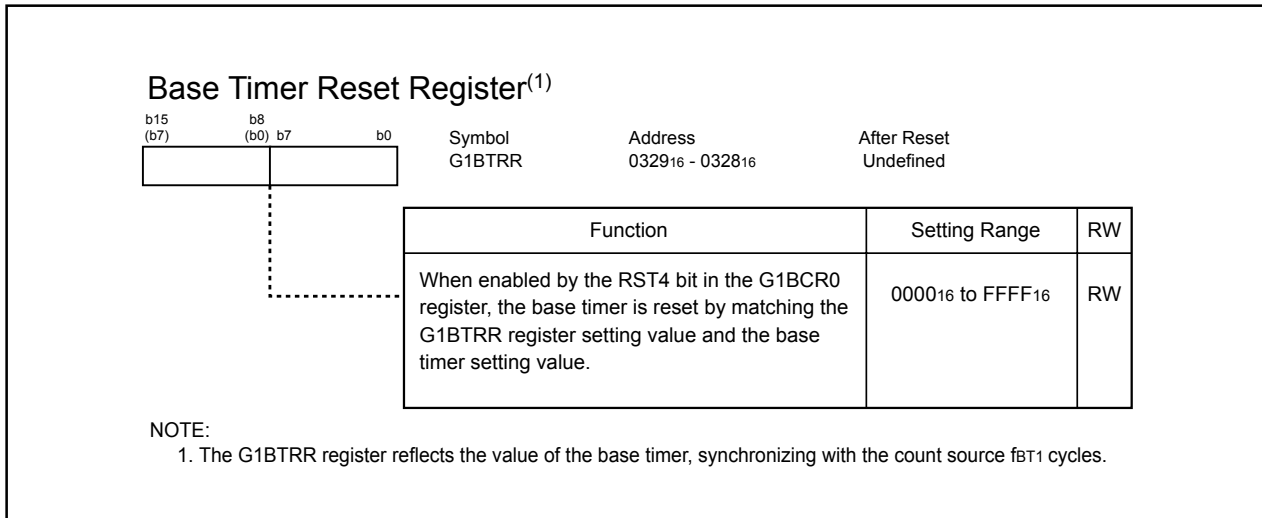 Base Timer Reset Register(1)
b15 b8
(b7) (b0) b7 b0
Symbol Address After Reset
G1BTRR 032916 - 032816 Undefined
Function Setting Range RW
When enabled by the RST4 bit in the G1BCR0
register, the base timer is reset by matching the
G1BTRR register setting value and the base
timer setting value.
000016 to FFFF16 RW
NOTE:
1. The G1BTRR register reflects the value of the base timer, synchronizing with the count source fBT1 cycles.